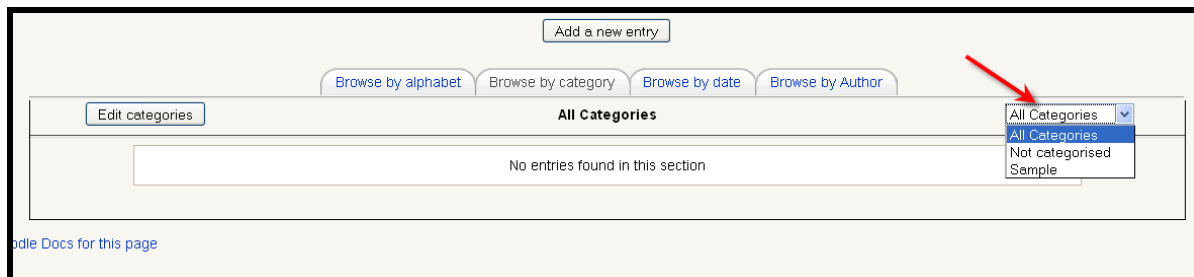 Add a new entry
Browse by alphabet Browse by category Browse by date Browse by Author
Edit categories All Categories All Categories
All Categories
Not categorised
No entries found in this section
Sample
Docs for this page